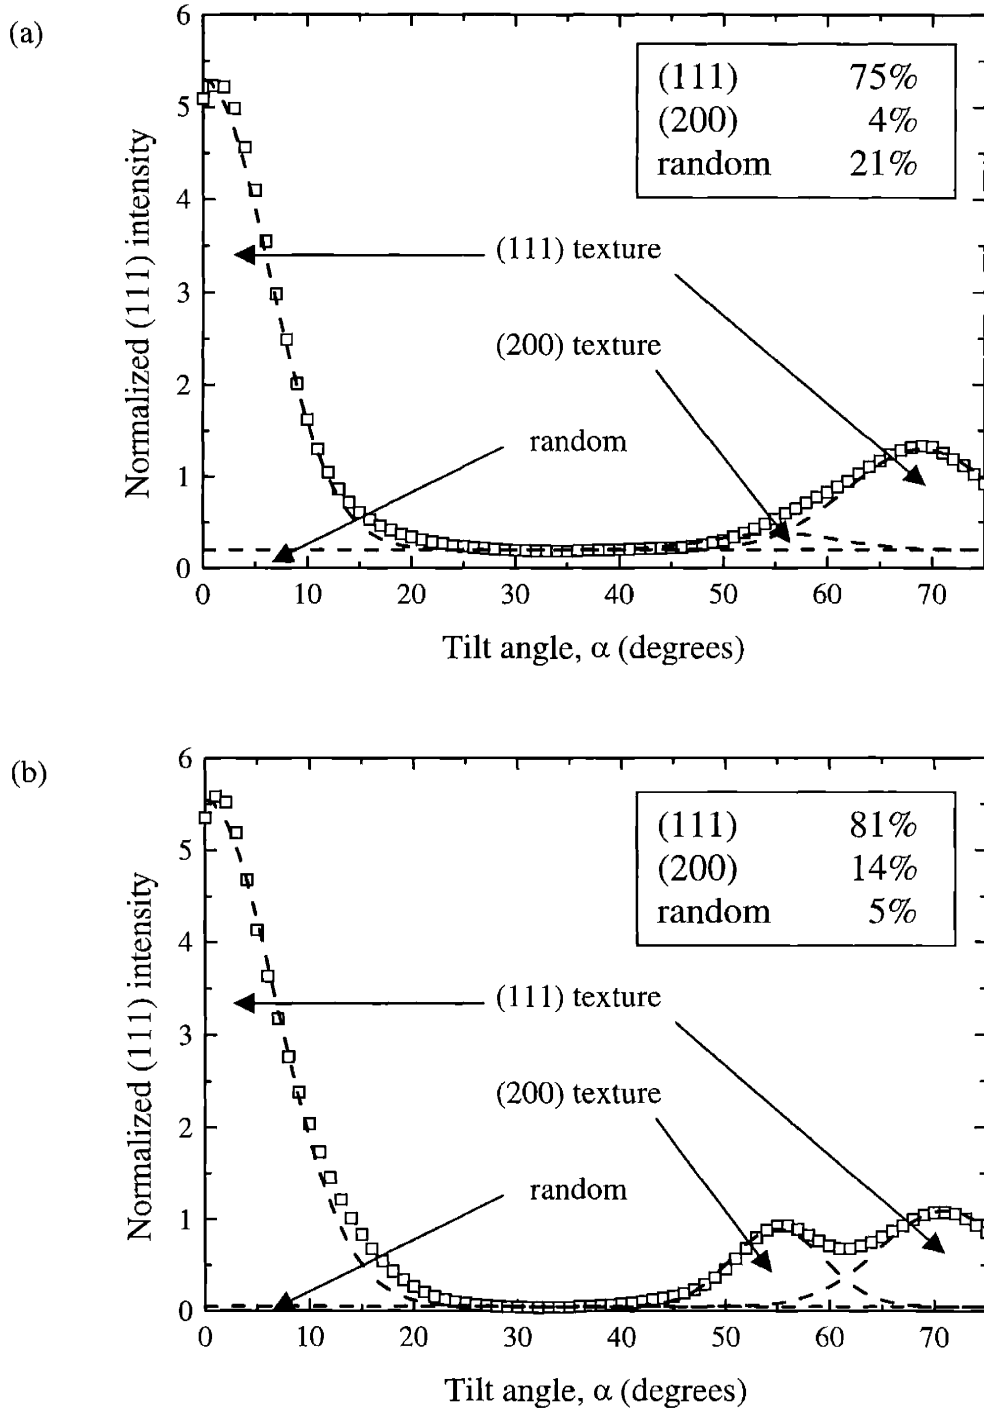 (a)
6
5
4
3
2
1
0
Normalized (111) intensity
(111) 75%
(200) 4%
random 21%
(111) texture
(200) texture
random
0 10 20 30 40 50 60 70
Tilt angle, α (degrees)
(b)
6
5
4
3
2
1
0
Normalized (111) intensity
(111) 81%
(200) 14%
random 5%
(111) texture
(200) texture
random
0 10 20 30 40 50 60 70
Tilt angle, α (degrees)